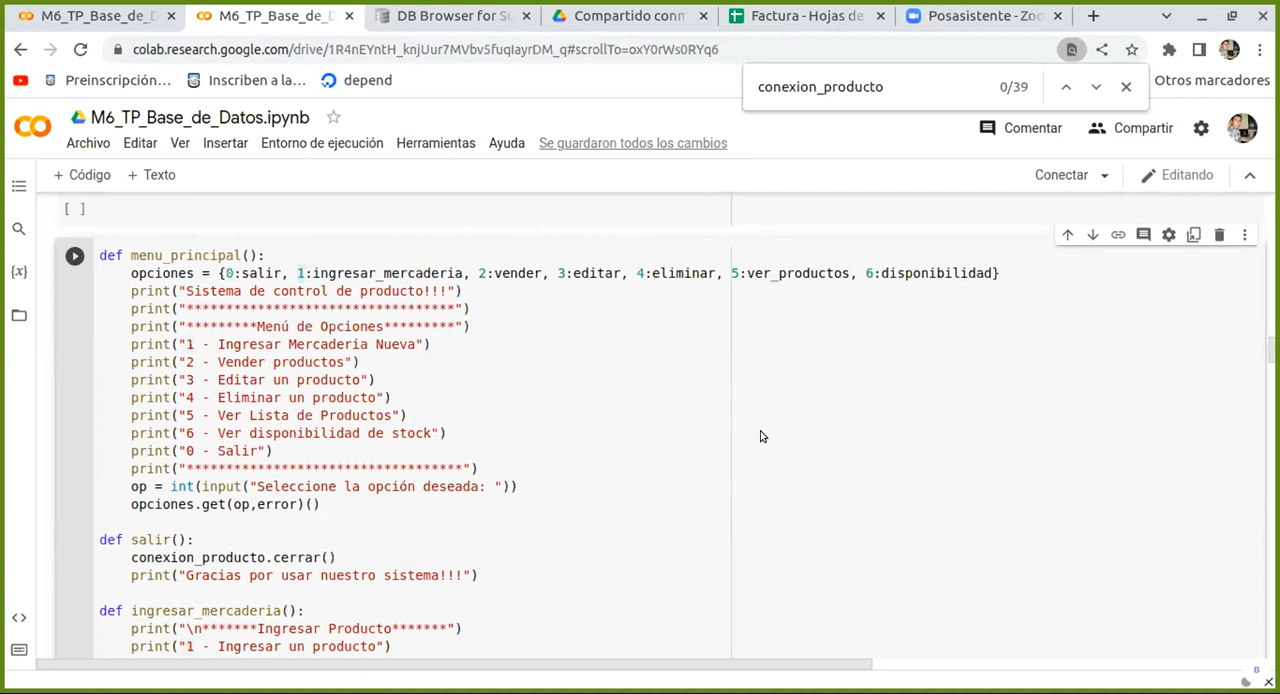 M6_TP_Base_de_D
M6_TP_Base_de_D
DB Browser for S
Compartido conm
Factura - Hojas de
Posasistente - Zoo
colab.research.google.com/drive/1R4nEYntH_knjUur7MVbv5fuqIayrDM_q#scrollTo=oxY0rWs0RYq6
Preinscripción...
Inscriben a la...
depend
Otros marcadores
conexion_producto
0/39
CO
M6_TP_Base_de_Datos.ipynb
Comentar
Compartir
Archivo Editar Ver Insertar Entorno de ejecución Herramientas Ayuda Se guardaron todos los cambios
+ Código + Texto
Conectar
Editando
[ ]
def menu_principal():
opciones = {0:salir, 1:ingresar_mercaderia, 2:vender, 3:editar, 4:eliminar, 5:ver_productos, 6:disponibilidad}
print("Sistema de control de producto!!!")
print("**********************************")
print("*********Menú de Opciones*********")
print("1 - Ingresar Mercaderia Nueva")
print("2 - Vender productos")
print("3 - Editar un producto")
print("4 - Eliminar un producto")
print("5 - Ver Lista de Productos")
print("6 - Ver disponibilidad de stock")
print("0 - Salir")
print("***********************************")
op = int(input("Seleccione la opción deseada: "))
opciones.get(op,error)()
def salir():
conexion_producto.cerrar()
print("Gracias por usar nuestro sistema!!!")
def ingresar_mercaderia():
print("\n*******Ingresar Producto*******")
print("1 - Ingresar un producto")